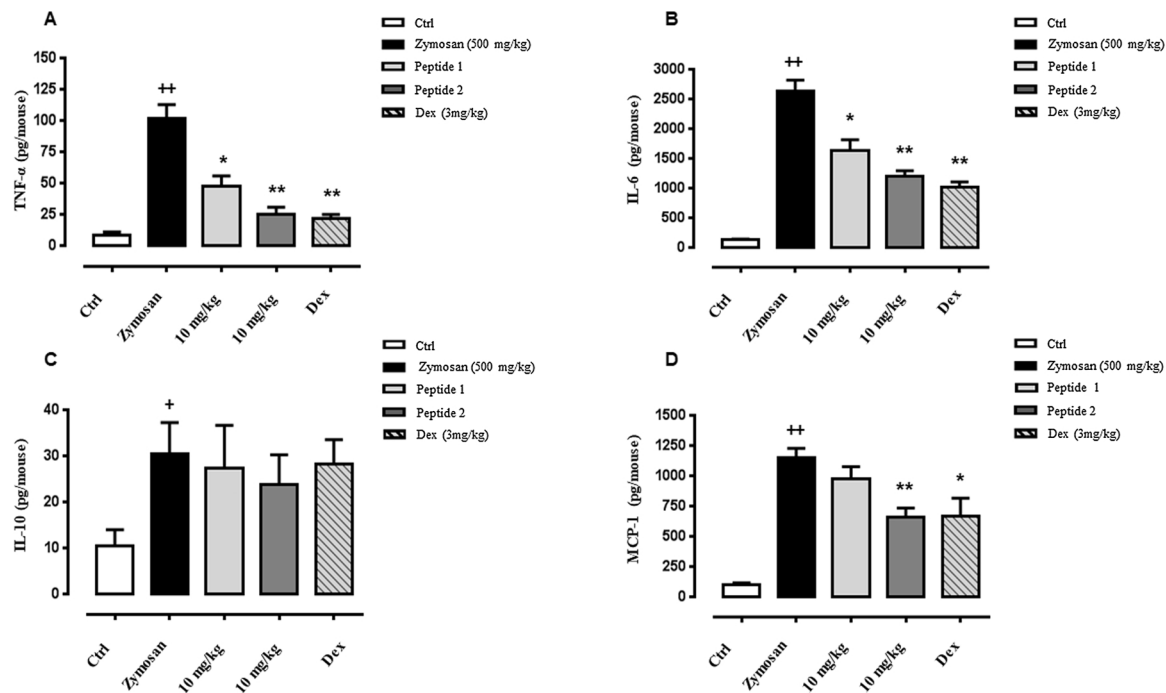 A
TNF-α (pg/mouse)
150
125
100
75
50
25
0
++
*
**
**
Ctrl
Zymosan
10 mg/kg
10 mg/kg
Dex
Ctrl
Zymosan (500 mg/kg)
Peptide 1
Peptide 2
Dex (3mg/kg)
B
IL-6 (pg/mouse)
3000
2500
2000
1500
1000
500
0
++
*
**
**
Ctrl
Zymosan
10 mg/kg
10 mg/kg
Dex
Ctrl
Zymosan (500 mg/kg)
Peptide 1
Peptide 2
Dex (3mg/kg)
C
IL-10 (pg/mouse)
40
30
20
10
0
+
Ctrl
Zymosan
10 mg/kg
10 mg/kg
Dex
Ctrl
Zymosan (500 mg/kg)
Peptide 1
Peptide 2
Dex (3mg/kg)
D
MCP-1 (pg/mouse)
1500
1250
1000
750
500
250
0
++
**
*
Ctrl
Zymosan
10 mg/kg
10 mg/kg
Dex
Ctrl
Zymosan (500 mg/kg)
Peptide 1
Peptide 2
Dex (3mg/kg)